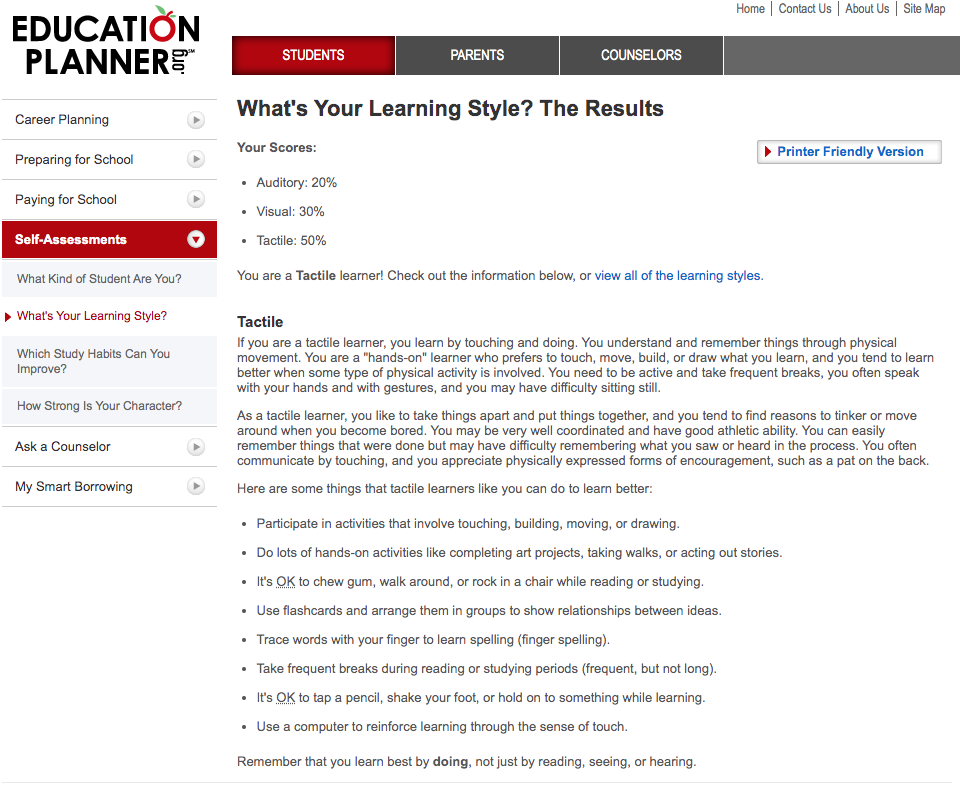 Home | Contact Us | About Us | Site Map
EDUCATION
PLANNER.org℠
STUDENTS
PARENTS
COUNSELORS
Career Planning
Preparing for School
Paying for School
Self-Assessments
What Kind of Student Are You?
What's Your Learning Style?
Which Study Habits Can You
Improve?
How Strong Is Your Character?
Ask a Counselor
My Smart Borrowing
What's Your Learning Style? The Results
Your Scores:
Printer Friendly Version
• Auditory: 20%
• Visual: 30%
• Tactile: 50%
You are a Tactile learner! Check out the information below, or view all of the learning styles.
Tactile
If you are a tactile learner, you learn by touching and doing. You understand and remember things through physical
movement. You are a "hands-on" learner who prefers to touch, move, build, or draw what you learn, and you tend to learn
better when some type of physical activity is involved. You need to be active and take frequent breaks, you often speak
with your hands and with gestures, and you may have difficulty sitting still.
As a tactile learner, you like to take things apart and put things together, and you tend to find reasons to tinker or move
around when you become bored. You may be very well coordinated and have good athletic ability. You can easily
remember things that were done but may have difficulty remembering what you saw or heard in the process. You often
communicate by touching, and you appreciate physically expressed forms of encouragement, such as a pat on the back.
Here are some things that tactile learners like you can do to learn better:
• Participate in activities that involve touching, building, moving, or drawing.
• Do lots of hands-on activities like completing art projects, taking walks, or acting out stories.
• It's OK to chew gum, walk around, or rock in a chair while reading or studying.
• Use flashcards and arrange them in groups to show relationships between ideas.
• Trace words with your finger to learn spelling (finger spelling).
• Take frequent breaks during reading or studying periods (frequent, but not long).
• It's OK to tap a pencil, shake your foot, or hold on to something while learning.
• Use a computer to reinforce learning through the sense of touch.
Remember that you learn best by doing, not just by reading, seeing, or hearing.